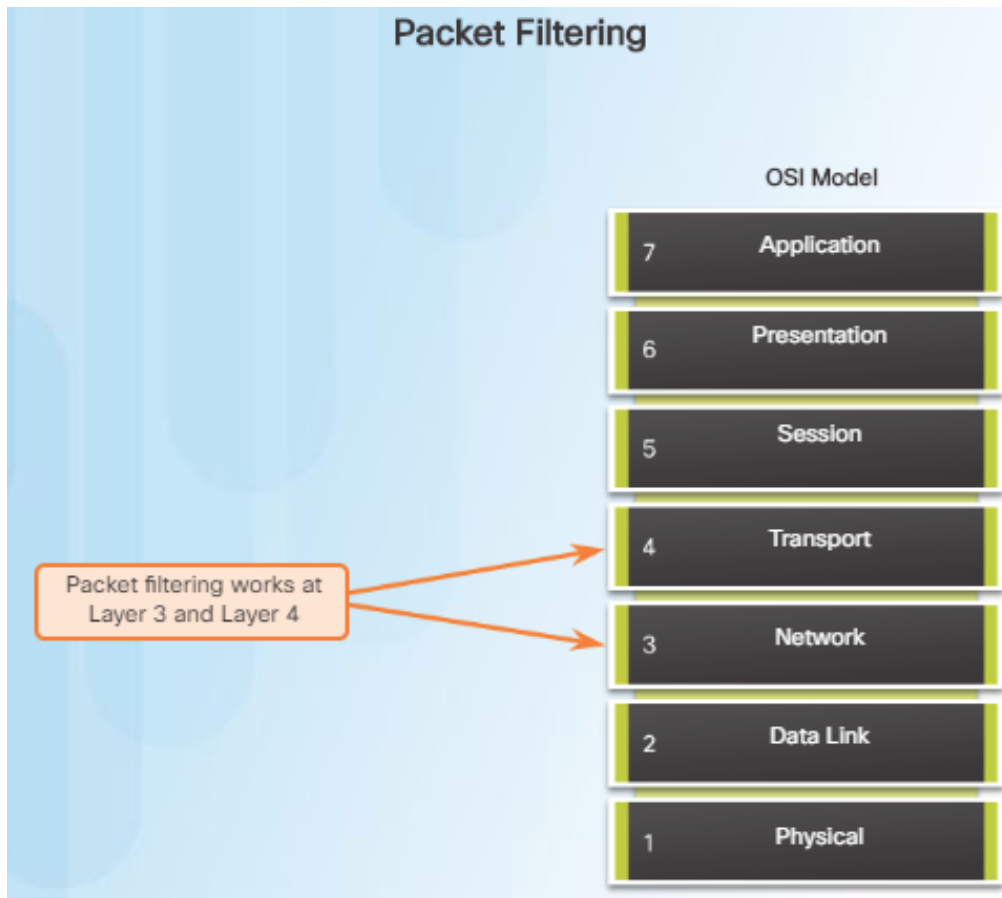 Packet Filtering
OSI Model
7 Application
6 Presentation
5 Session
4 Transport
3 Network
2 Data Link
1 Physical
Packet filtering works at
Layer 3 and Layer 4